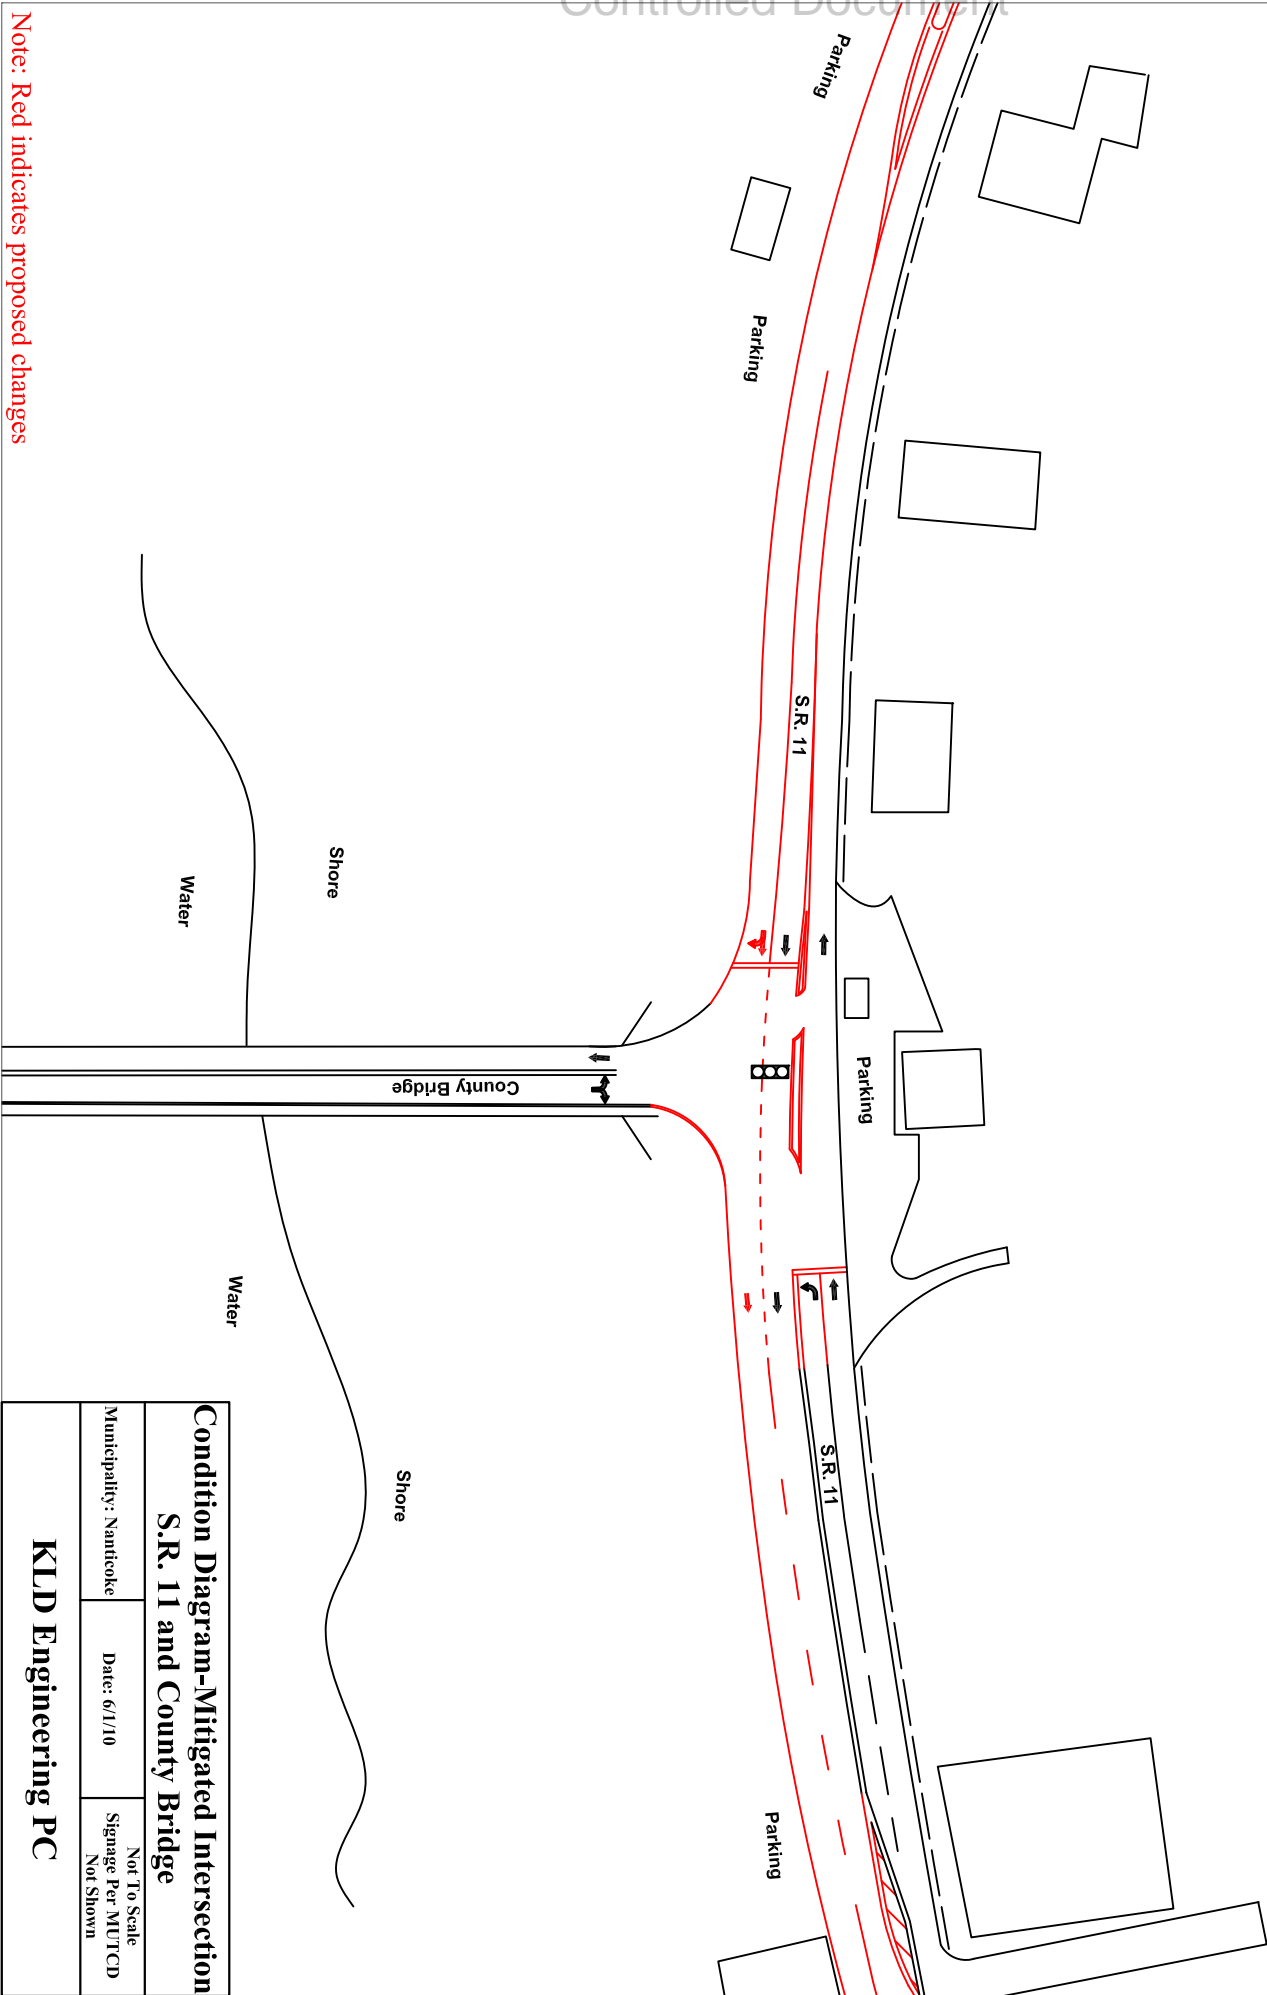 Controlled Document
Note: Red indicates proposed changes
Parking
Parking
S.R. 11
Shore
Water
County Bridge
Parking
Water
Shore
S.R. 11
Parking
Condition Diagram-Mitigated Intersection
S.R. 11 and County Bridge
Municipality: Nanticoke
Date: 6/1/10
Not To Scale
Signage Per MUTCD
Not Shown
KLD Engineering PC